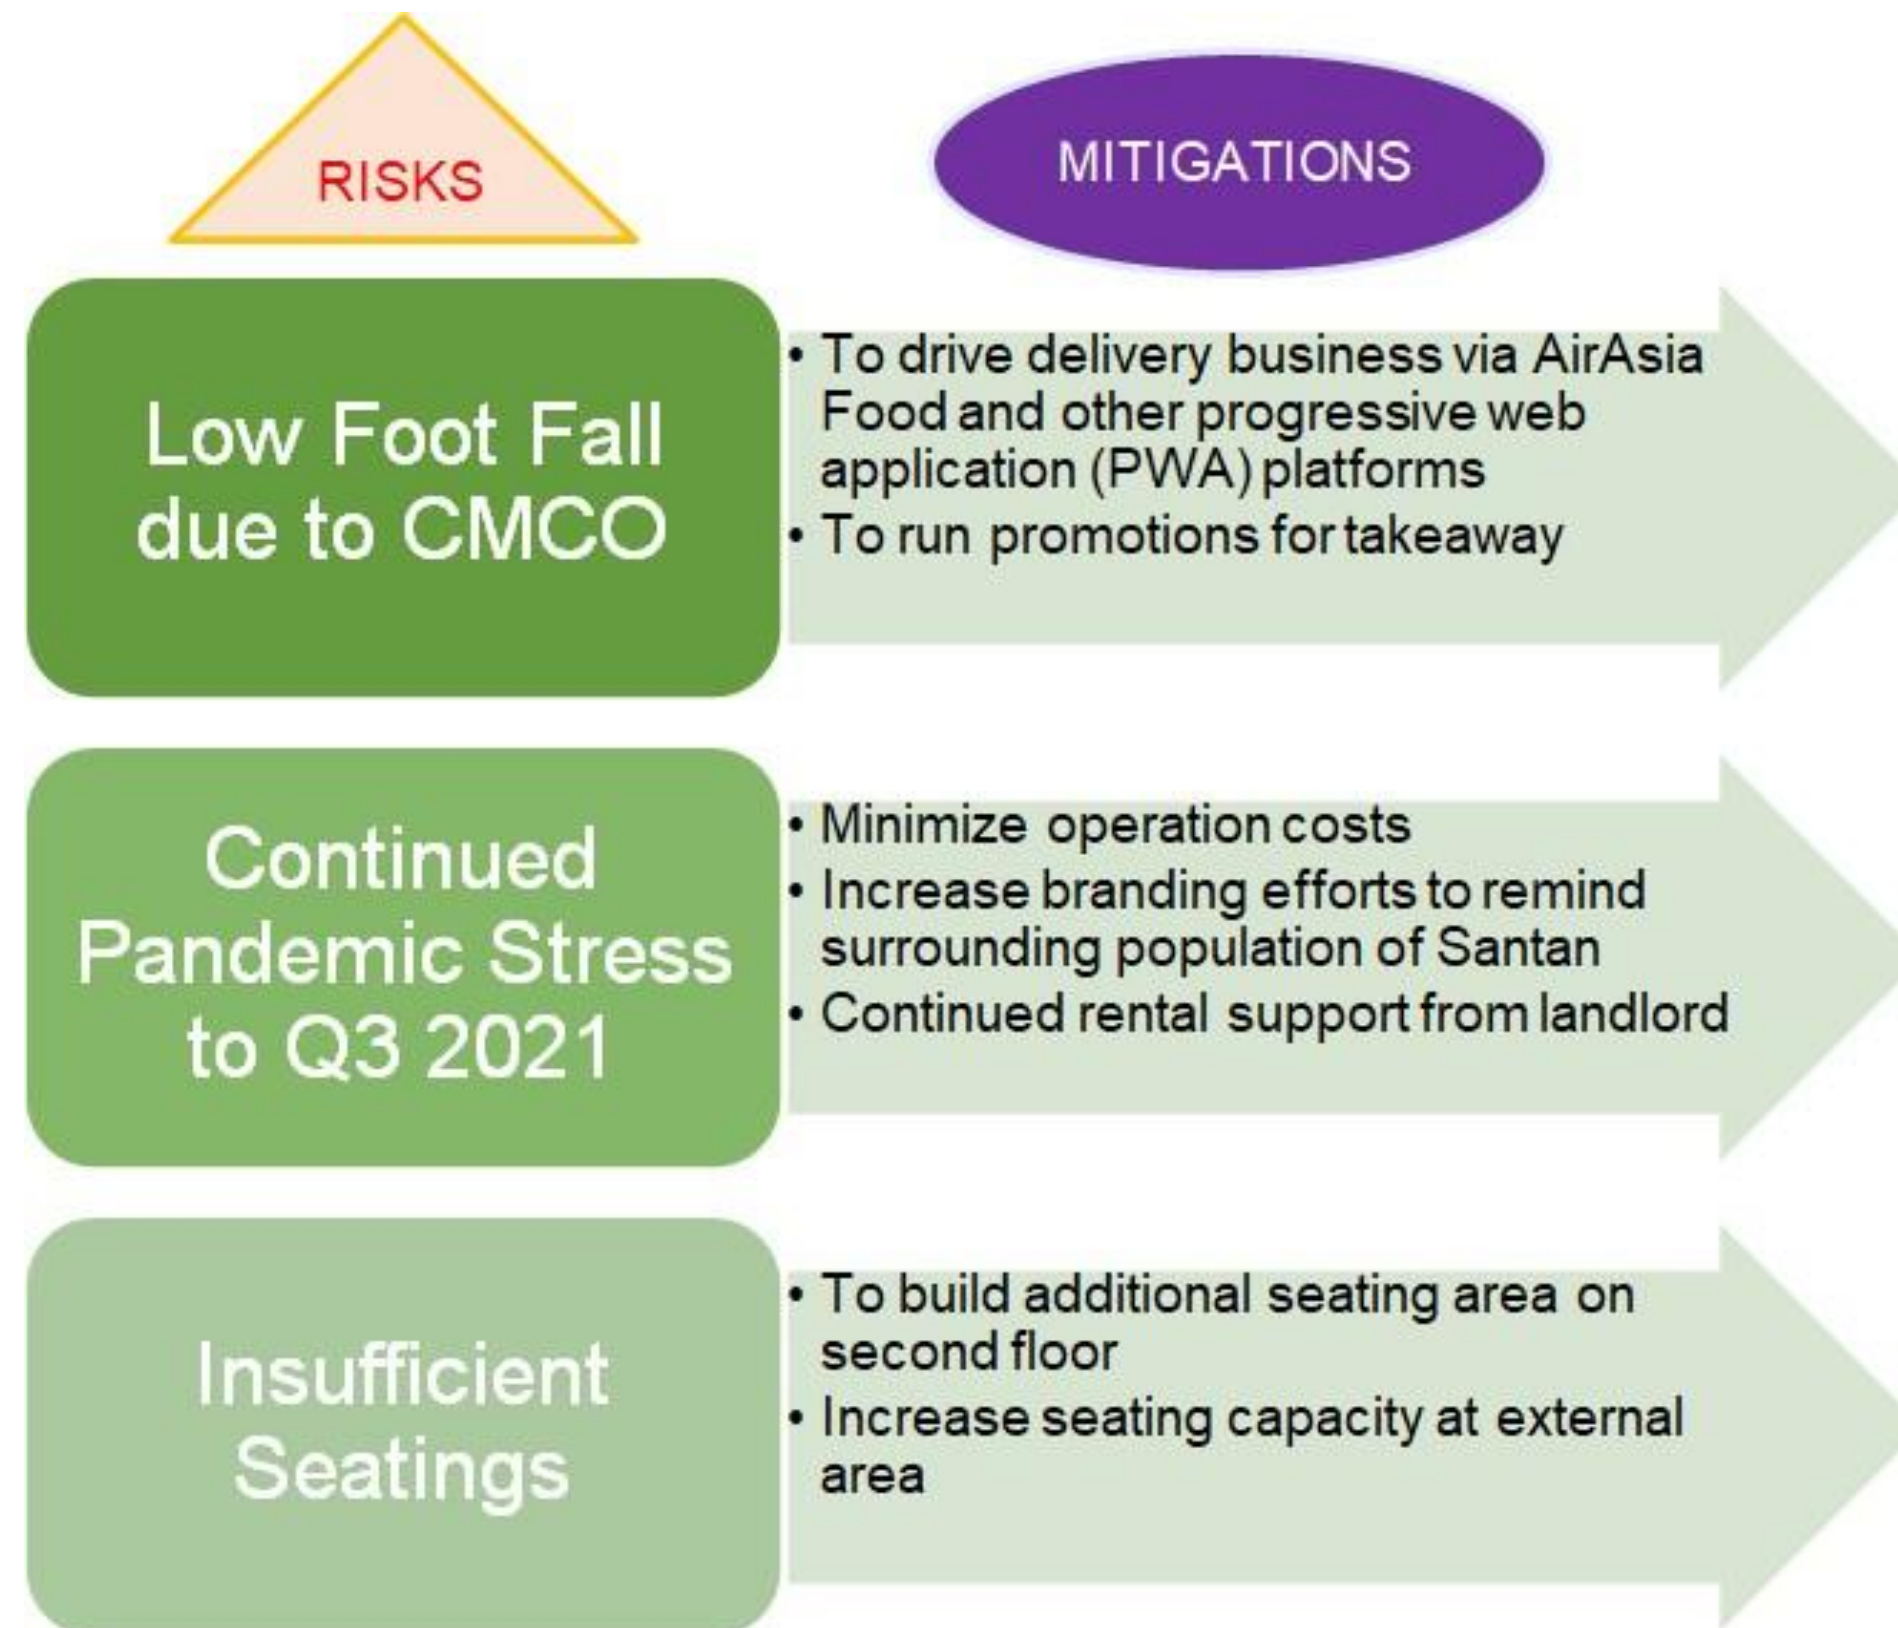 RISKS
MITIGATIONS
Low Foot Fall
due to CMCO
• To drive delivery business via AirAsia
Food and other progressive web
application (PWA) platforms
• To run promotions for takeaway
Continued
Pandemic Stress
to Q3 2021
• Minimize operation costs
• Increase branding efforts to remind
surrounding population of Santan
• Continued rental support from landlord
Insufficient
Seatings
• To build additional seating area on
second floor
• Increase seating capacity at external
area